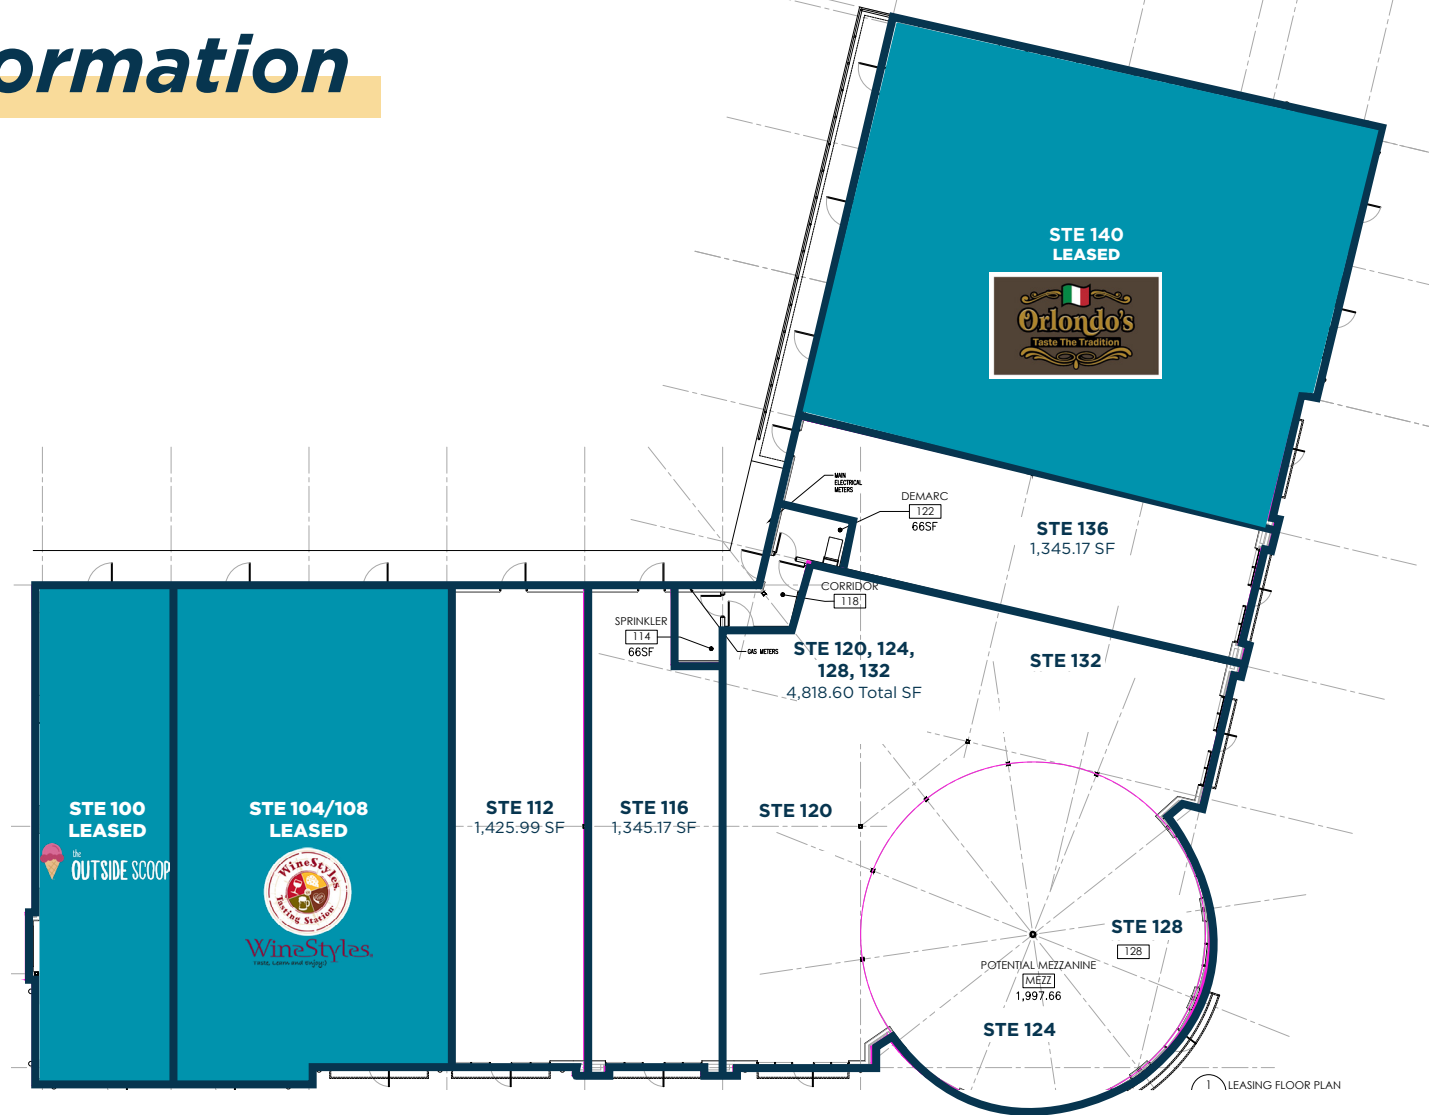 ormation
STE 140
LEASED
Orlondo's
Taste The Tradition
MAIN
ELECTRICAL
METERS
DEMARC
122
66SF
STE 136
1,345.17 SF
CORRIDOR
118
SPRINKLER
114
66SF
GAS METERS
STE 120, 124,
128, 132
4,818.60 Total SF
STE 132
STE 100
LEASED
the
OUTSIDE SCOOP
STE 104/108
LEASED
WineStyles
Tasting Station
WineStyles
Taste, Learn and Enjoy!
STE 112
1,425.99 SF
STE 116
1,345.17 SF
STE 120
STE 128
128
POTENTIAL MEZZANINE
MEZZ
1,997.66
STE 124
1 LEASING FLOOR PLAN